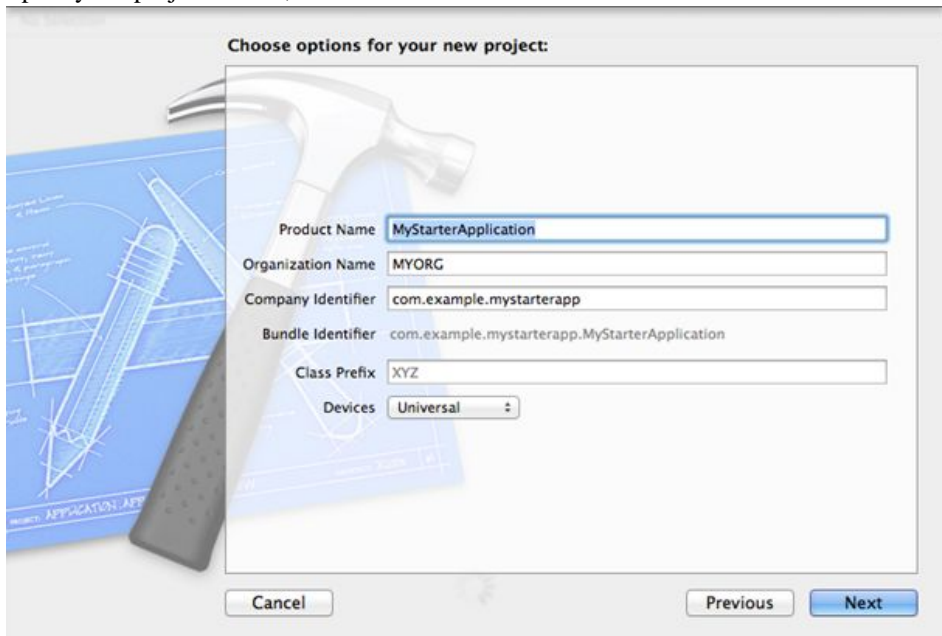 Choose options for your new project:
Product Name MyStarterApplication
Organization Name MYORG
Company Identifier com.example.mystarterapp
Bundle Identifier com.example.mystarterapp.MyStarterApplication
Class Prefix XYZ
Devices Universal
Cancel Previous Next